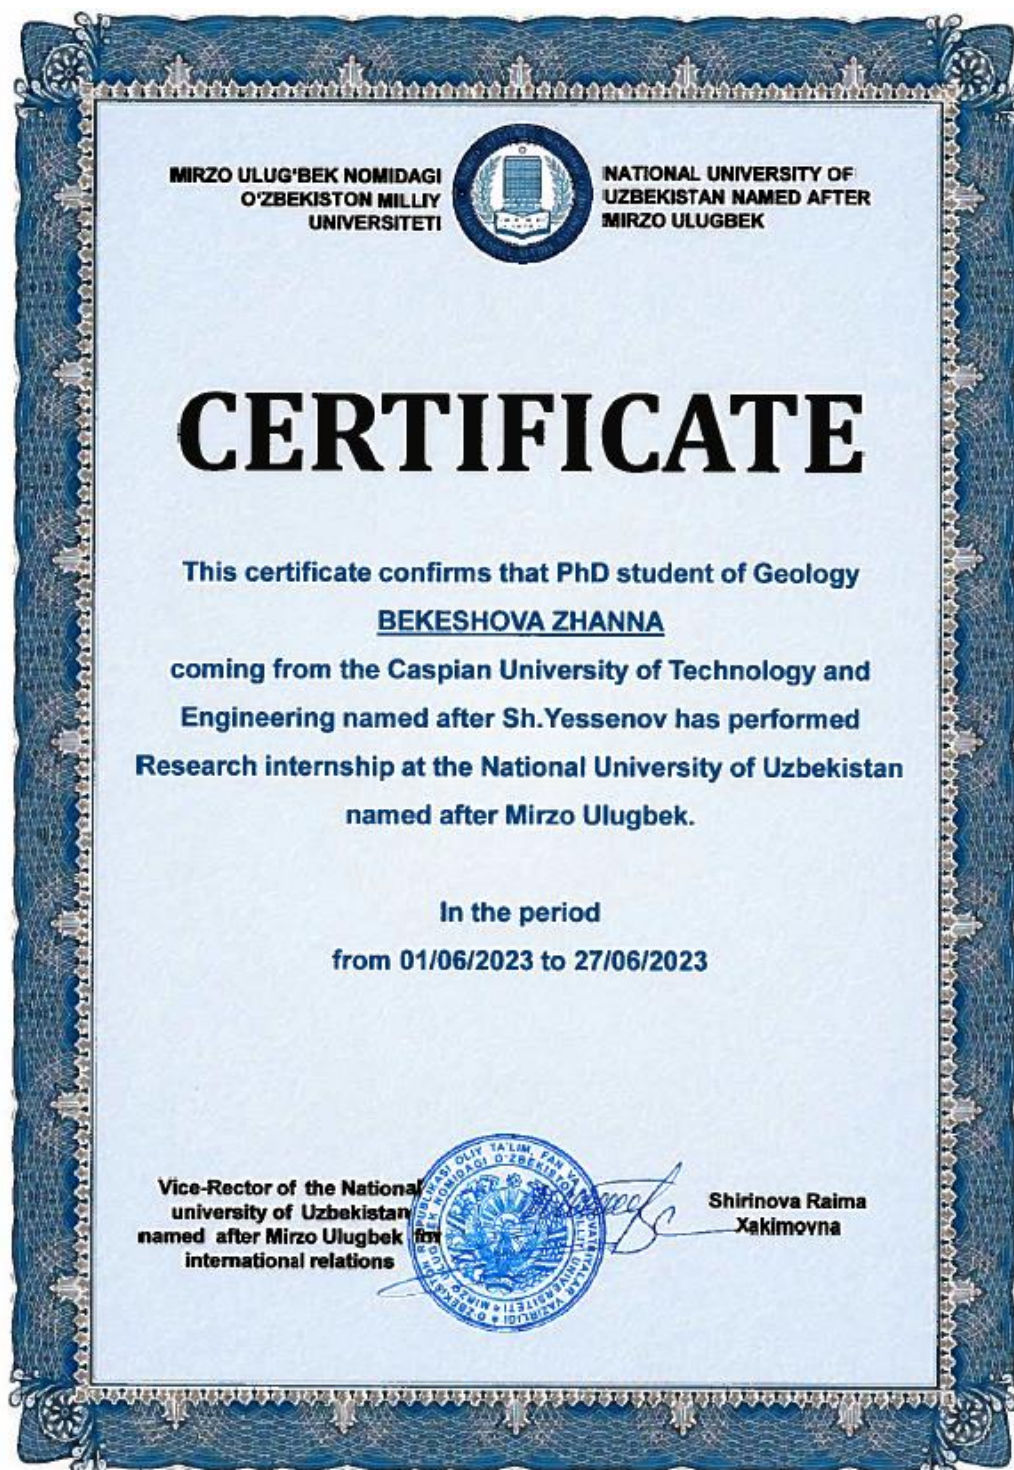 MIRZO ULUG'BEK NOMIDAGI
O'ZBEKISTON MILLIY
UNIVERSITETI
NATIONAL UNIVERSITY OF
UZBEKISTAN NAMED AFTER
MIRZO ULUGBEK
CERTIFICATE
This certificate confirms that PhD student of Geology
BEKESHOVA ZHANNA
coming from the Caspian University of Technology and
Engineering named after Sh.Yessenov has performed
Research internship at the National University of Uzbekistan
named after Mirzo Ulugbek.
In the period
from 01/06/2023 to 27/06/2023
Vice-Rector of the National
university of Uzbekistan
named after Mirzo Ulugbek for
international relations
Shirinova Raima
Xakimovna